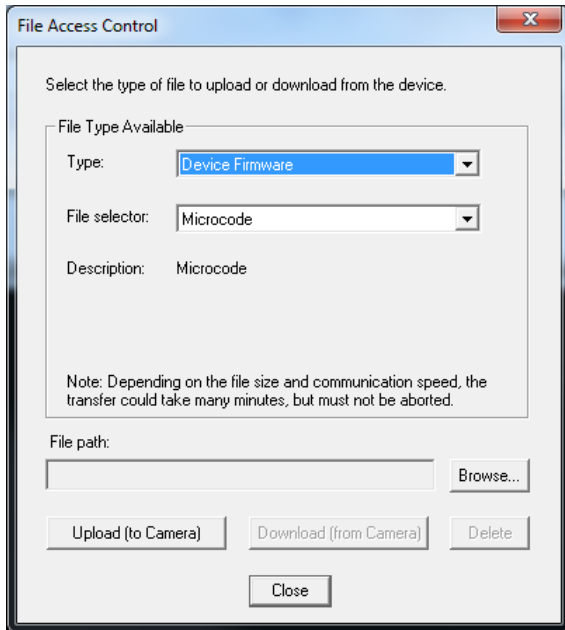 File Access Control
Select the type of file to upload or download from the device.
File Type Available
Type: Device Firmware
File selector: Microcode
Description: Microcode
Note: Depending on the file size and communication speed, the
transfer could take many minutes, but must not be aborted.
File path:
Browse...
Upload (to Camera) Download (from Camera) Delete
Close